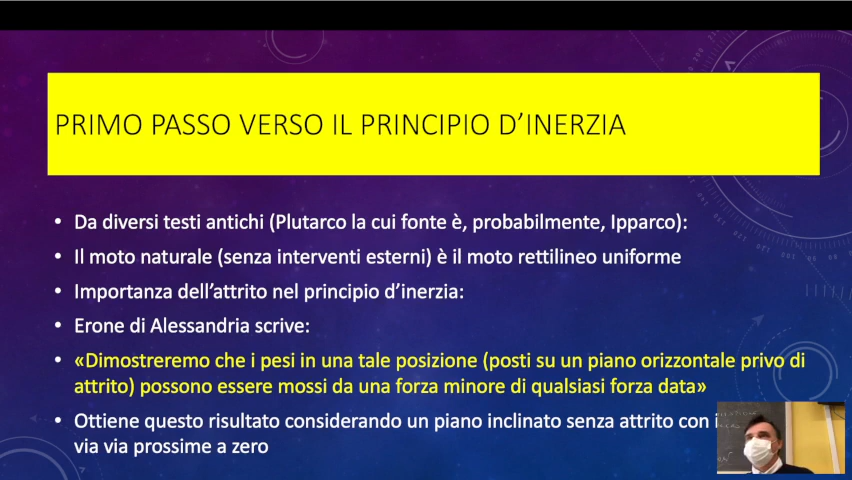 PRIMO PASSO VERSO IL PRINCIPIO D'INERZIA
• Da diversi testi antichi (Plutarco la cui fonte è, probabilmente, Ipparco):
• Il moto naturale (senza interventi esterni) è il moto rettilineo uniforme
• Importanza dell'attrito nel principio d'inerzia:
• Erone di Alessandria scrive:
• «Dimostreremo che i pesi in una tale posizione (posti su un piano orizzontale privo di
attrito) possono essere mossi da una forza minore di qualsiasi forza data»
• Ottiene questo risultato considerando un piano inclinato senza attrito con
via via prossime a zero